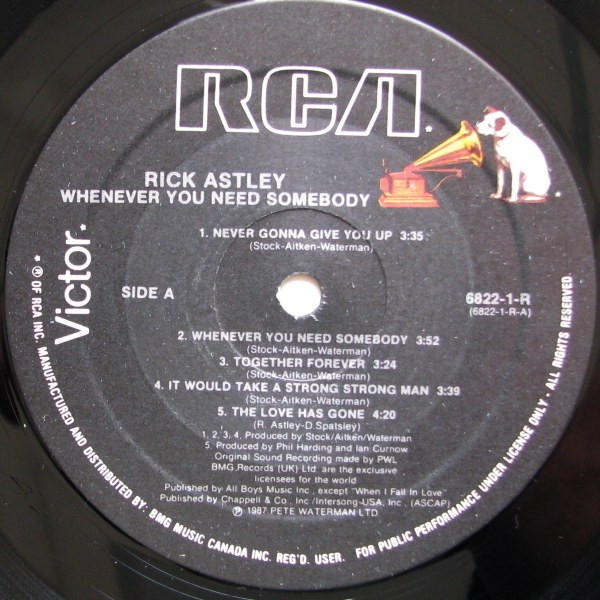 RCA.
RICK ASTLEY
WHENEVER YOU NEED SOMEBODY
1. NEVER GONNA GIVE YOU UP 3:35
(Stock-Aitken-Waterman)
Victor.
SIDE A
6822-1-R
(6822-1-R-A)
2. WHENEVER YOU NEED SOMEBODY 3:52
(Stock-Aitken-Waterman)
3. TOGETHER FOREVER 3:24
(Stock-Aitken-Waterman)
4. IT WOULD TAKE A STRONG STRONG MAN 3:39
(Stock-Aitken-Waterman)
5. THE LOVE HAS GONE 4:20
(R. Astley-D Spatsley)
1, 2, 3, 4, Produced by Stock/Aitken/Waterman
5. Produced by Phil Harding and Ian Curnow
Original Sound Recording made by PWL
BMG Records (UK) Ltd. are the exclusive
licensees for the world
Published by All Boys Music Inc., except "When I Fall In Love"
Published by Chappell & Co., Inc /Intersong-USA, Inc. (ASCAP)
℗ 1987 PETE WATERMAN LTD
* ® OF RCA INC. MANUFACTURED AND DISTRIBUTED BY: BMG MUSIC CANADA INC. REG'D. USER. FOR PUBLIC PERFORMANCE UNDER LICENSE ONLY - ALL RIGHTS RESERVED.